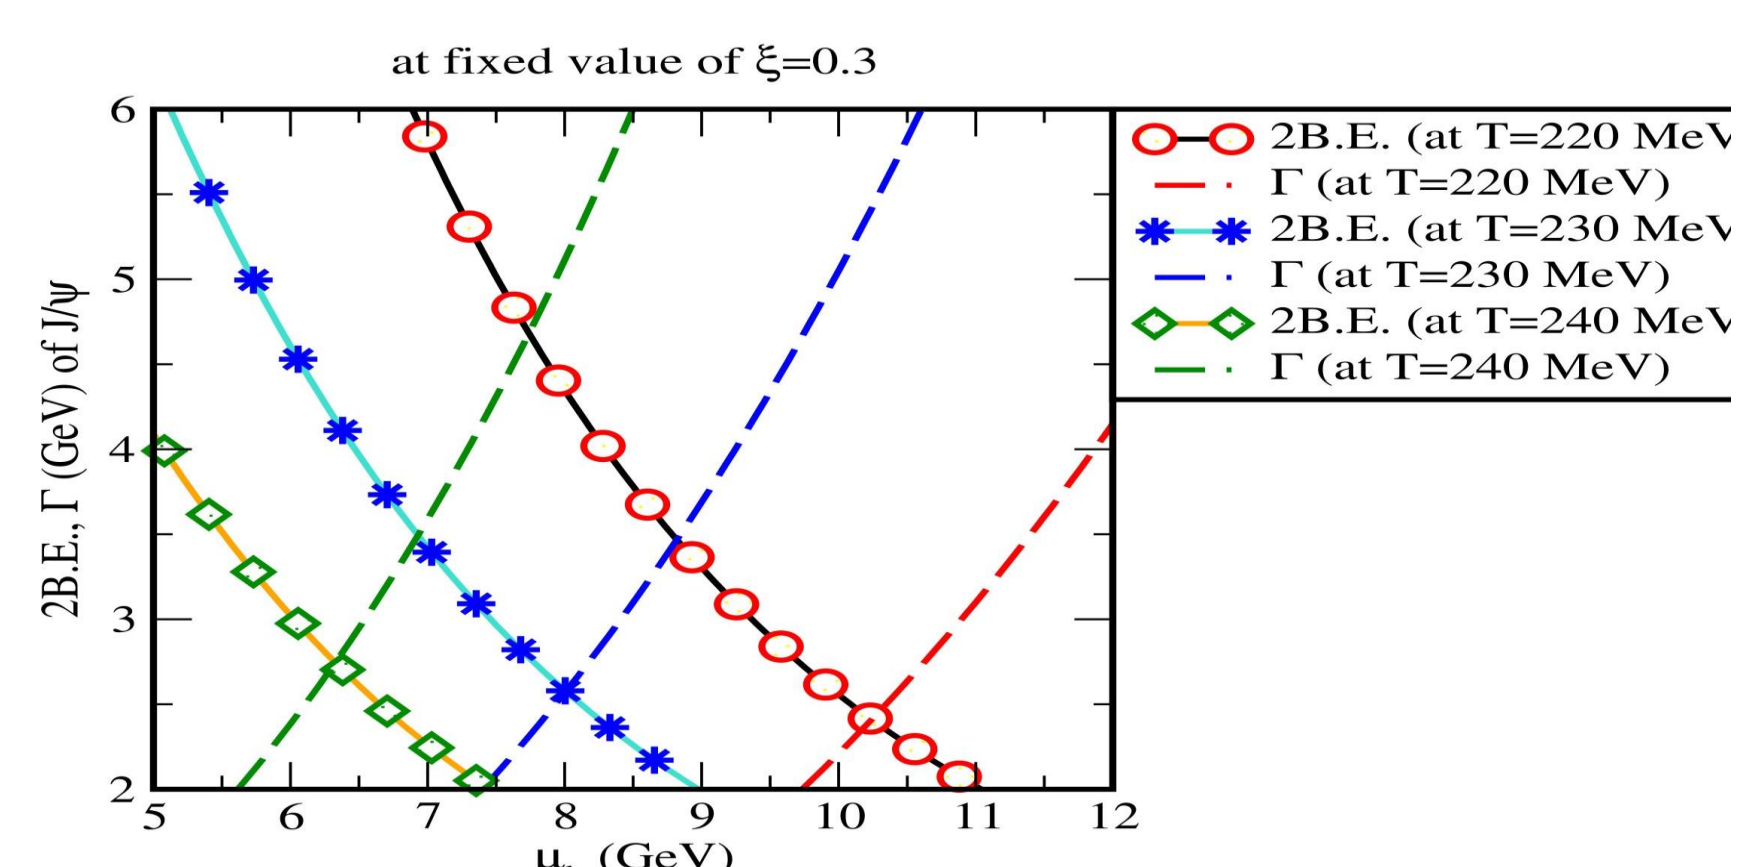 at fixed value of ξ=0.3
2B.E., Γ (GeV) of J/ψ
6
5
4
3
2
5 6 7 8 9 10 11 12
μ (GeV)
2B.E. (at T=220 MeV
Γ (at T=220 MeV)
2B.E. (at T=230 MeV
Γ (at T=230 MeV)
2B.E. (at T=240 MeV
Γ (at T=240 MeV)